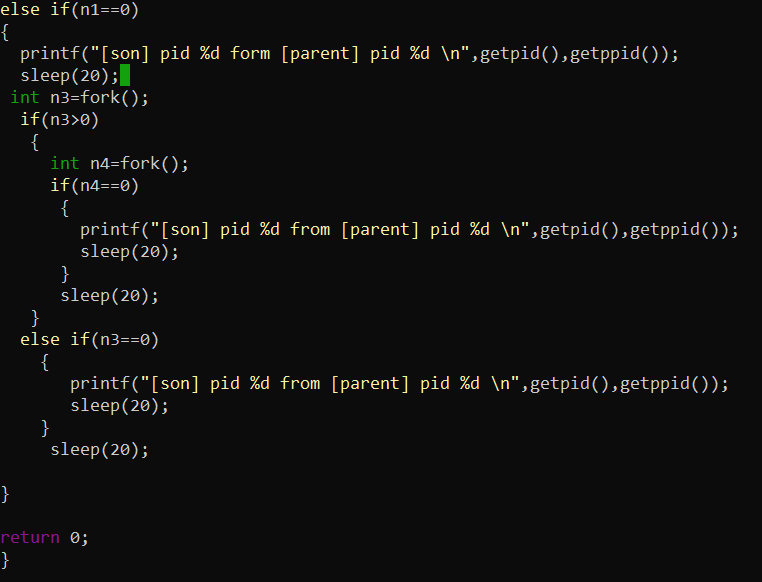 else if(n1==0)
{
  printf("[son] pid %d form [parent] pid %d \n",getpid(),getppid());
  sleep(20);
 int n3=fork();
  if(n3>0)
   {
     int n4=fork();
     if(n4==0)
      {
        printf("[son] pid %d from [parent] pid %d \n",getpid(),getppid());
        sleep(20);
      }
      sleep(20);
   }
  else if(n3==0)
    {
       printf("[son] pid %d from [parent] pid %d \n",getpid(),getppid());
       sleep(20);
    }
     sleep(20);

}

return 0;
}